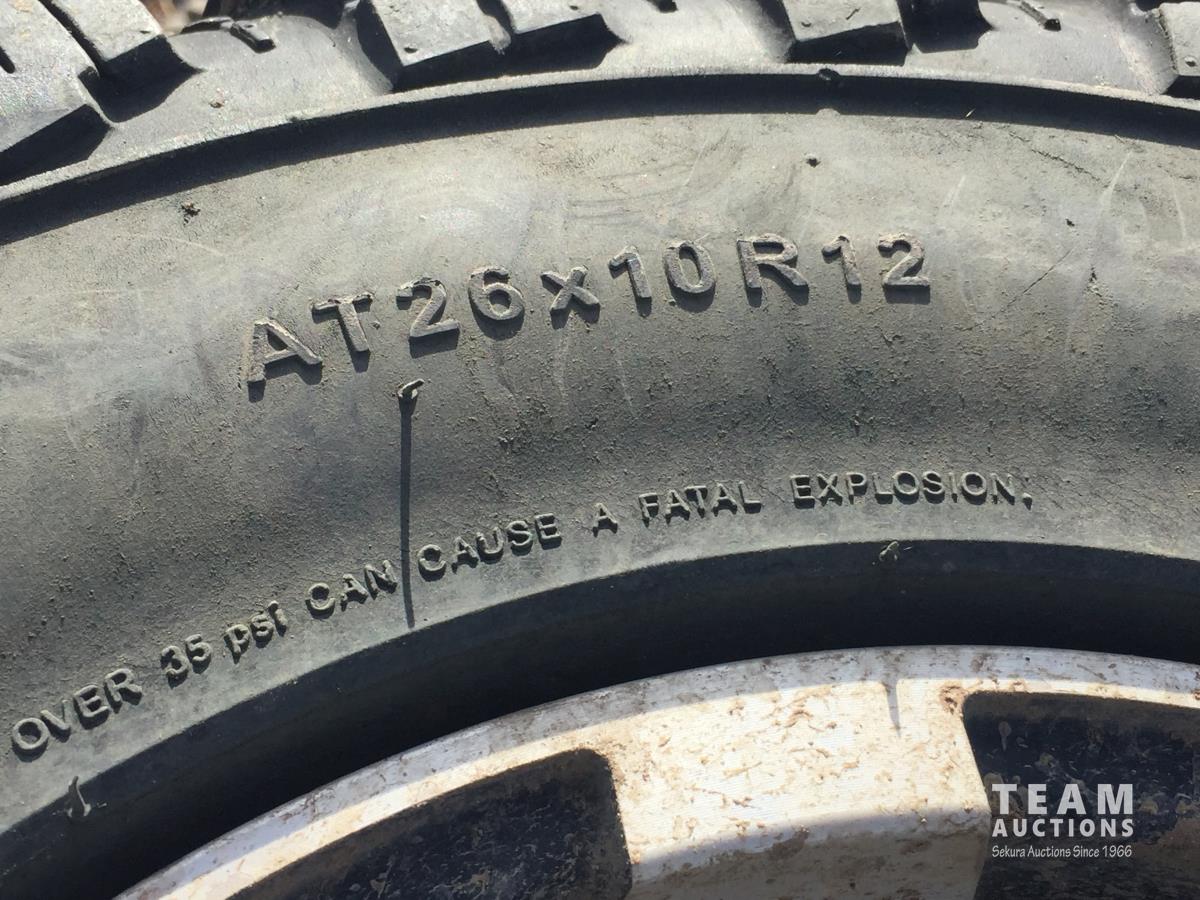 AT26x10R12
OVER 35 psi CAN CAUSE A FATAL EXPLOSION.
TEAM
AUCTIONS
Sekura Auctions Since 1966